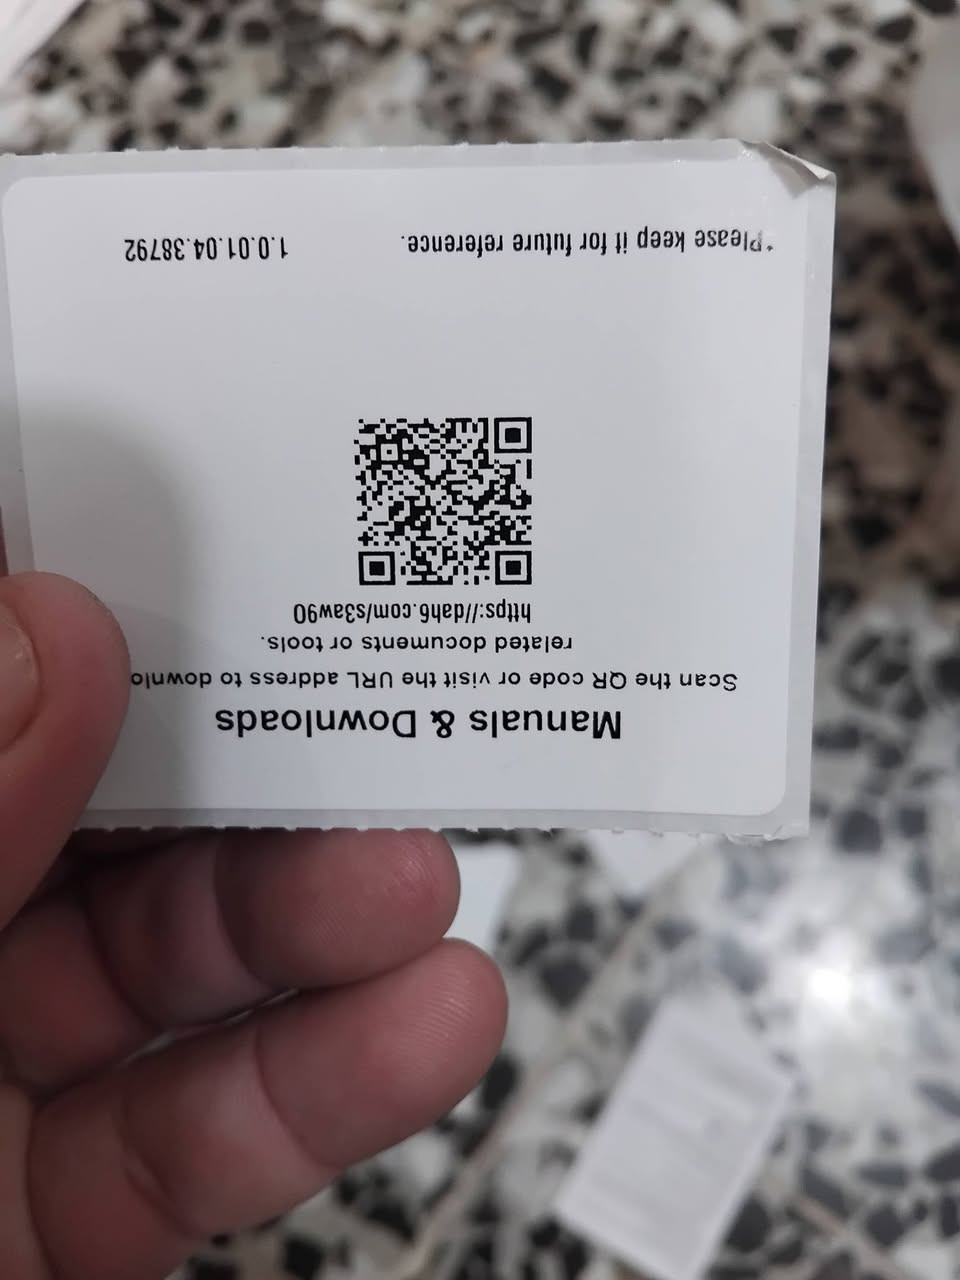 Manuals & Downloads
Scan the QR code or visit the URL address to downlo
related documents or tools.
https://dah6.com/s3aw90
*Please keep it for future reference.
1.0.01.04.38792